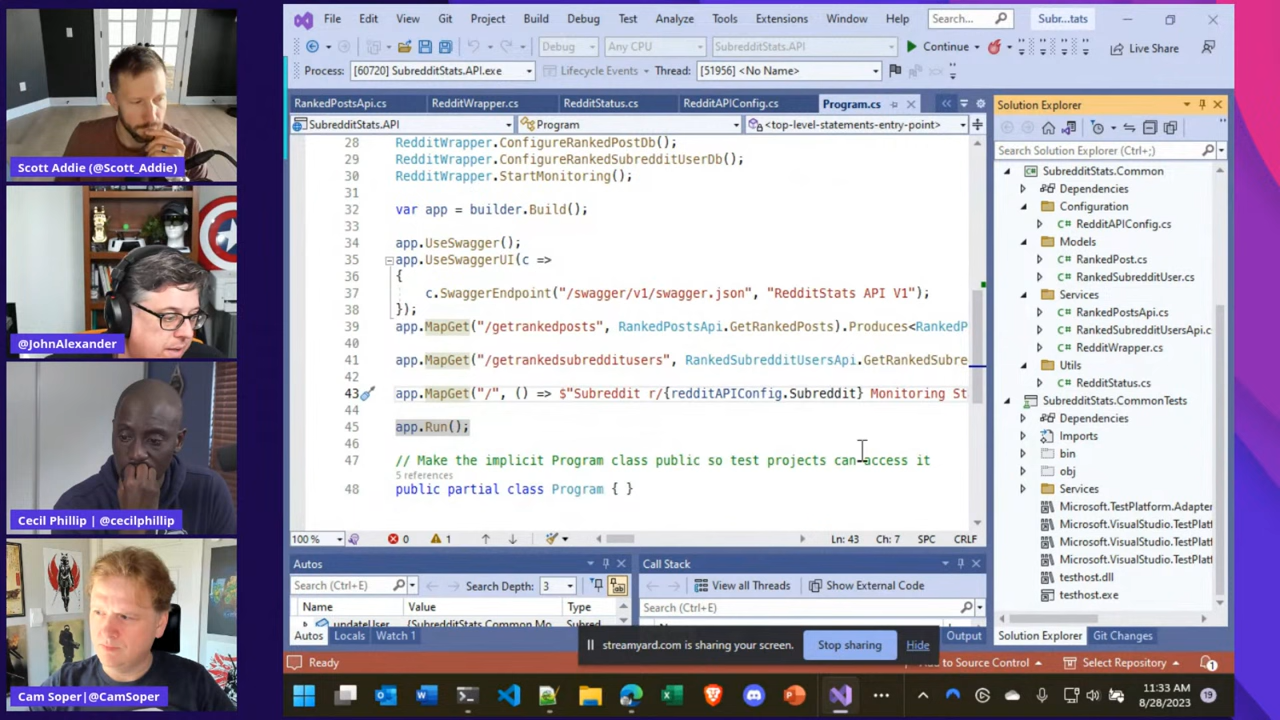 Scott Addie (@Scott_Addie)
@JohnAlexander
Cecil Phillip | @cecilphillip
Cam Soper|@CamSoper
File Edit View Git Project Build Debug Test Analyze Tools Extensions Window Help Search... Subr...tats
Debug Any CPU SubredditStats.API Continue Live Share
Process: [60720] SubredditStats.API.exe Lifecycle Events Thread: [51956] <No Name>
RankedPostsApi.cs RedditWrapper.cs RedditStatus.cs RedditAPIConfig.cs Program.cs
SubredditStats.API Program <top-level-statements-entry-point>
28 RedditWrapper.ConfigureRankedPostDb();
29 RedditWrapper.ConfigureRankedSubredditUserDb();
30 RedditWrapper.StartMonitoring();
31
32 var app = builder.Build();
33
34 app.UseSwagger();
35 app.UseSwaggerUI(c =>
36 {
37 c.SwaggerEndpoint("/swagger/v1/swagger.json", "RedditStats API V1");
38 });
39 app.MapGet("/getrankedposts", RankedPostsApi.GetRankedPosts).Produces<RankedP
41 app.MapGet("/getrankedsubredditusers", RankedSubredditUsersApi.GetRankedSubre
42
43 app.MapGet("/", () => $"Subreddit r/{redditAPIConfig.Subreddit} Monitoring St
44
45 app.Run();
46
47 // Make the implicit Program class public so test projects can access it
5 references
48 public partial class Program { }
100 % 0 1 Ln: 43 Ch: 7 SPC CRLF
Autos
Search (Ctrl+E) Search Depth: 3
Name Value Type
updateUser {SubredditStats.Common.Mo
Autos Locals Watch 1
Call Stack
View all Threads Show External Code
Search (Ctrl+E)
Output
streamyard.com is sharing your screen. Stop sharing Hide
Solution Explorer
Search Solution Explorer (Ctrl+;)
SubredditStats.Common
Dependencies
Configuration
RedditAPIConfig.cs
Models
RankedPost.cs
RankedSubredditUser.cs
Services
RankedPostsApi.cs
RankedSubredditUsersApi.c
RedditWrapper.cs
Utils
RedditStatus.cs
SubredditStats.CommonTests
Dependencies
Imports
bin
obj
Services
Microsoft.TestPlatform.Adapter
Microsoft.VisualStudio.TestPlatf
Microsoft.VisualStudio.TestPlatf
Microsoft.VisualStudio.TestPlatf
testhost.dll
testhost.exe
Solution Explorer Git Changes
Ready to Source Control Select Repository 1
11:33 AM
8/28/2023
19